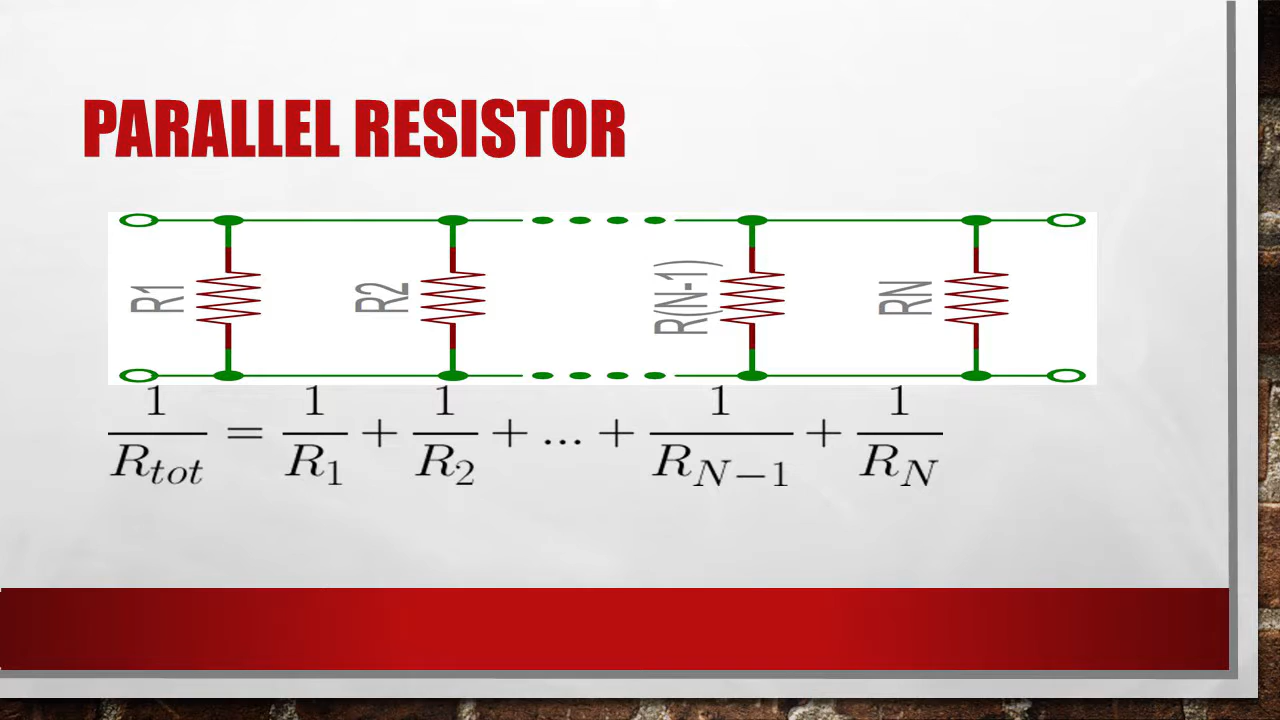 PARALLEL RESISTOR
R1 R2 R(N-1) RN
1/R_tot = 1/R_1 + 1/R_2 + ... + 1/R_{N-1} + 1/R_N